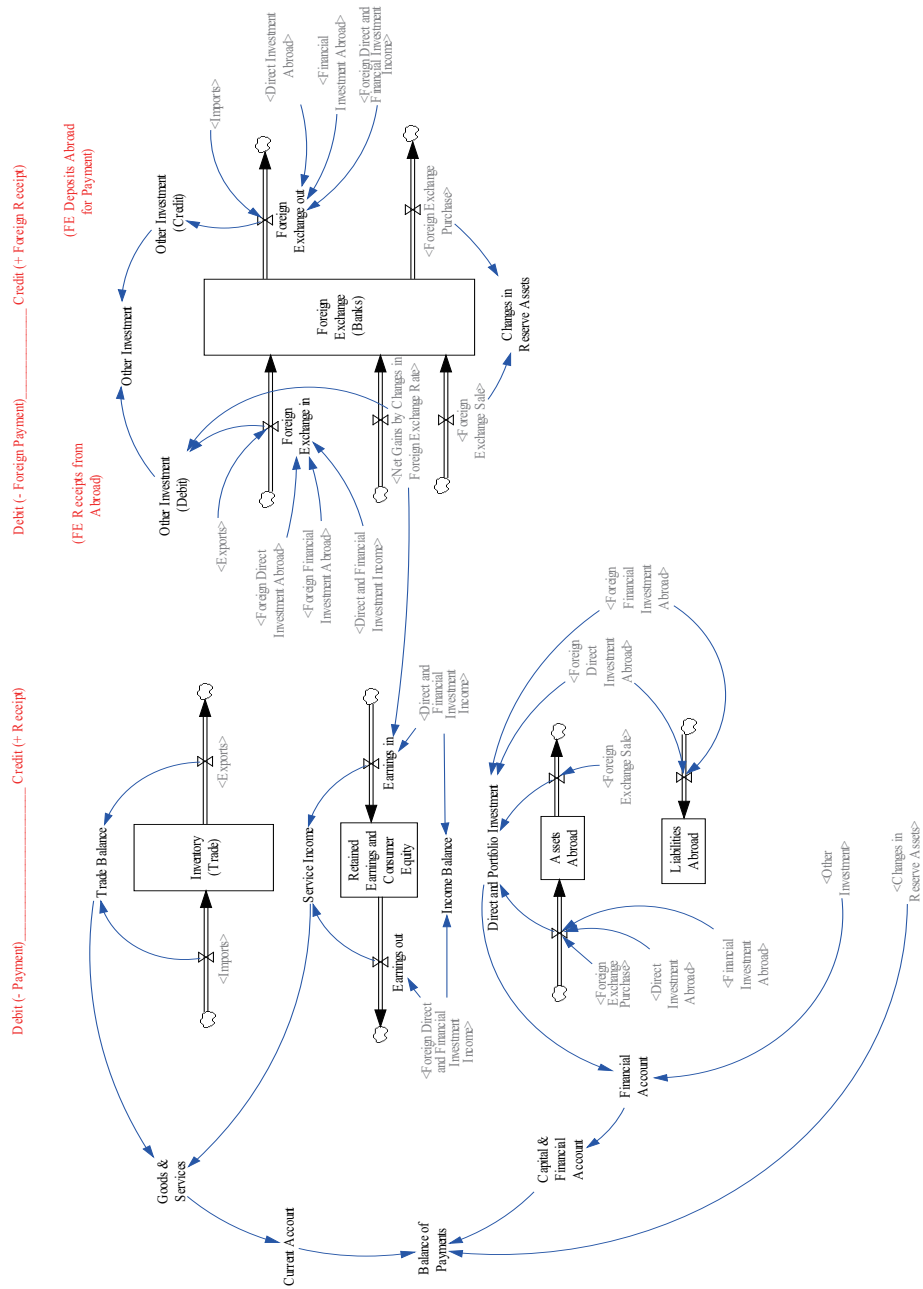 Debit (- Payment)____________ Credit (+ Receipt)
Debit (- Foreign Payment)____________ Credit (+ Foreign Receipt)
(FE Receipts from
Abroad)
(FE Deposits Abroad
for Payment)
Goods &
Services
Current Account
Balance of
Payments
Capital &
Financial
Account
Financial
Account
Trade Balance
<Imports>
Inventory
(Trade)
<Exports>
Service Income
Earnings out
Retained
Earnings and
Consumer
Equity
Earnings in
<Foreign Direct
and Financial
Investment
Income>
Income Balance
<Direct and
Financial
Investment
Income>
Direct and Portfolio Investment
<Foreign
Exchange
Purchase>
<Direct
Investment
Abroad>
<Financial
Investment
Abroad>
Assets
Abroad
<Foreign
Exchange Sale>
<Foreign
Direct
Investment
Abroad>
<Foreign
Financial
Investment
Abroad>
Liabilities
Abroad
<Other
Investment>
<Changes in
Reserve Assets>
Other Investment
Other Investment
(Debit)
Other Investment
(Credit)
<Exports>
<Foreign Direct
Investment Abroad>
<Foreign Financial
Investment Abroad>
<Direct and Financial
Investment Income>
Foreign
Exchange in
<Net Gains by Changes in
Foreign Exchange Rate>
<Foreign
Exchange Sale>
Foreign
Exchange
(Banks)
Foreign
Exchange out
<Imports>
<Direct Investment
Abroad>
<Financial
Investment Abroad>
<Foreign Direct and
Financial Investment
Income>
<Foreign Exchange
Purchase>
Changes in
Reserve Assets